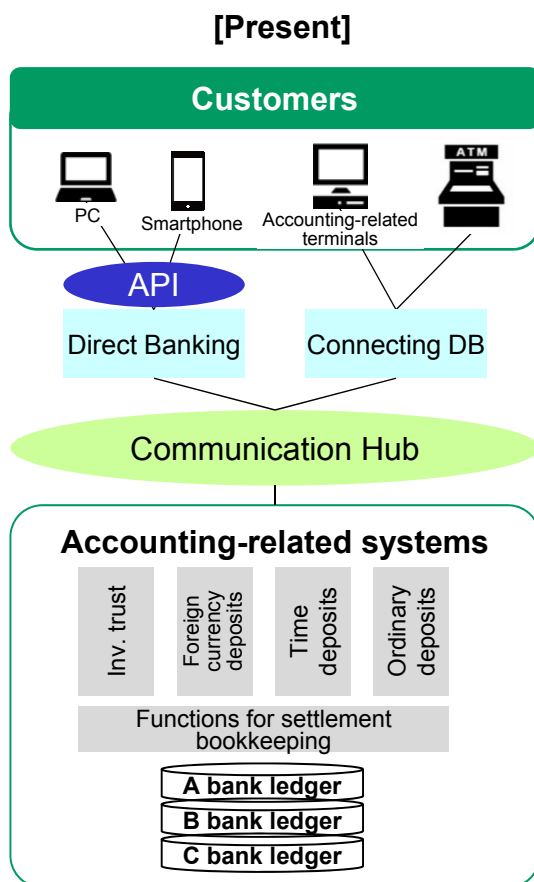 [Present]
Customers
ATM
PC
Smartphone
Accounting-related
terminals
API
Direct Banking
Connecting DB
Communication Hub
Accounting-related systems
Inv. trust
Foreign
currency
deposits
Time
deposits
Ordinary
deposits
Functions for settlement
bookkeeping
A bank ledger
B bank ledger
C bank ledger